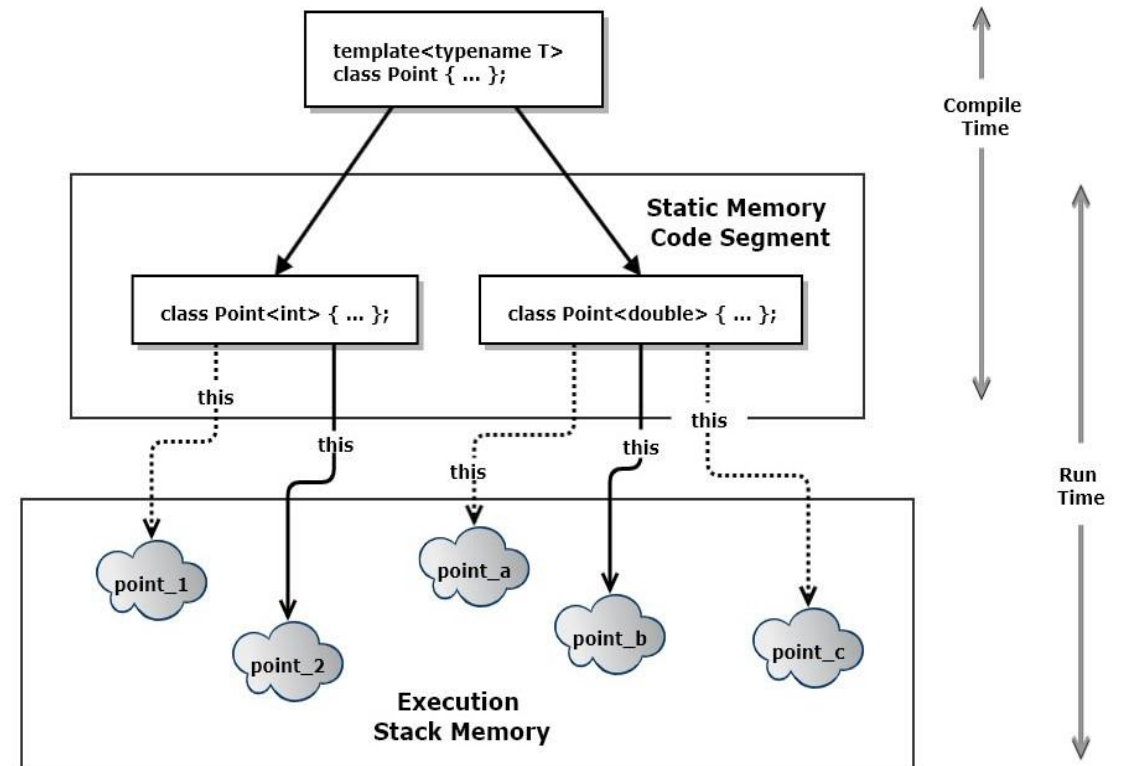 template<typename T>
class Point { ... };
Compile
Time
Static Memory
Code Segment
class Point<int> { ... };
class Point<double> { ... };
this
this
this
this
this
Run
Time
point_1
point_2
point_a
point_b
point_c
Execution
Stack Memory